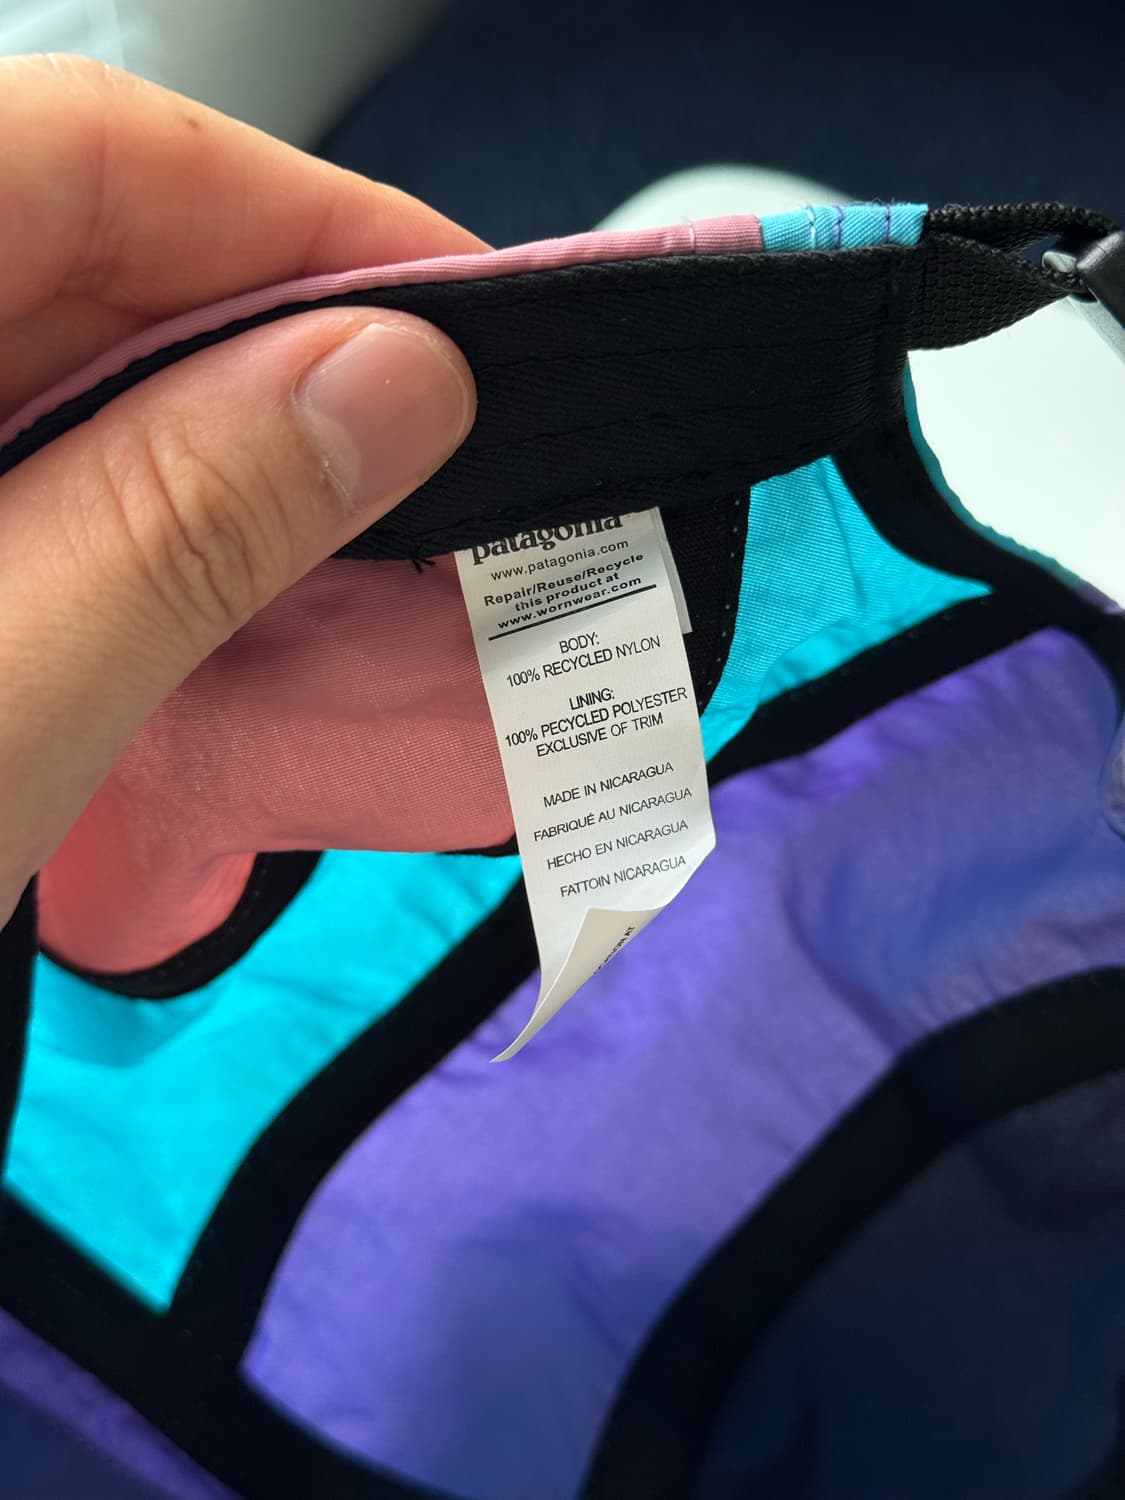 patagonia
www.patagonia.com
Repair/Reuse/Recycle
this product at
www.wornwear.com
BODY:
100% RECYCLED NYLON
LINING:
100% PECYCLED POLYESTER
EXCLUSIVE OF TRIM
MADE IN NICARAGUA
FABRIQUÉ AU NICARAGUA
HECHO EN NICARAGUA
FATTOIN NICARAGUA
AT